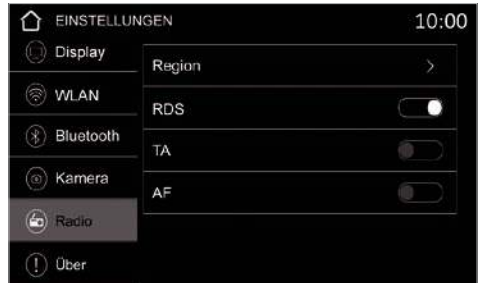 EINSTELLUNGEN 10:00
Display
WLAN
Bluetooth
Kamera
Radio
Über
Region >
RDS
TA
AF